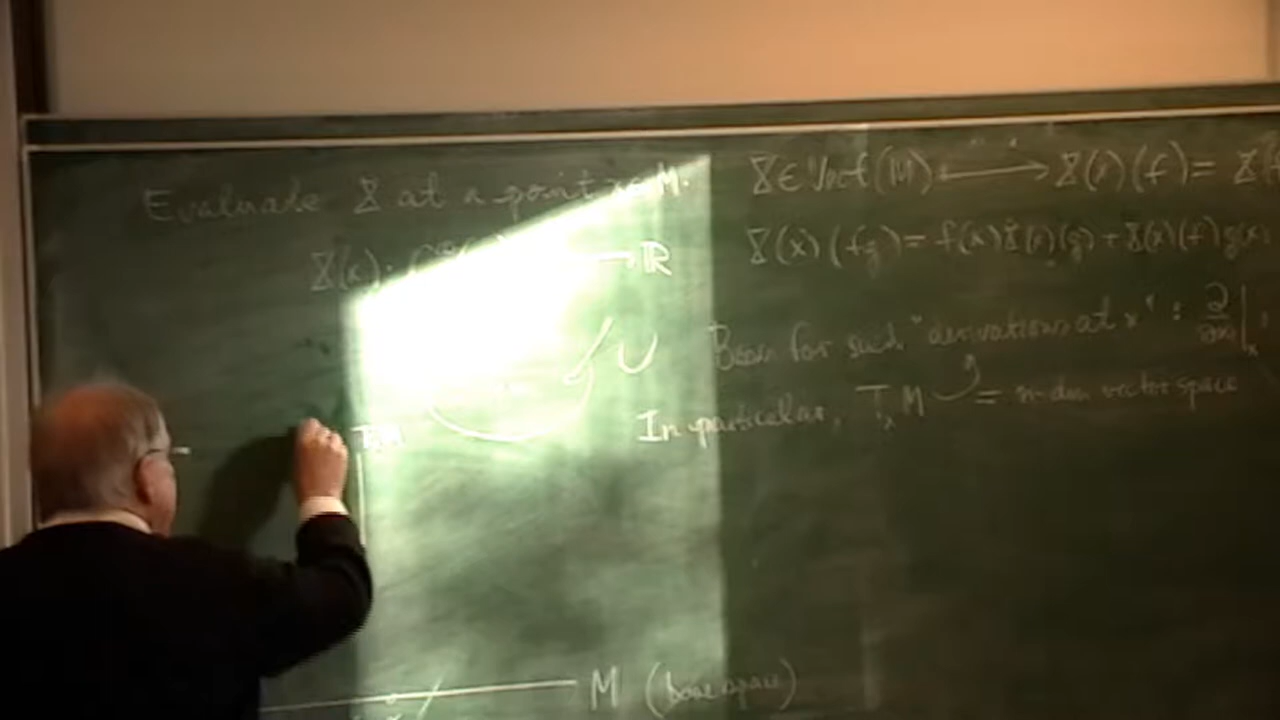 Evaluate X at a point x∈M.
X(x): C^∞(  ) → ℝ
X∈Vect(M) ⟷ X(x)(f)= X(f
X(x)(fg)= f(x)X(x)(g)+X(x)(f)g(x)
∪
Basis for such "derivations at x": ∂/∂xi|x
In particular, TxM = m-dim vector space
TxM
M (base space)
x